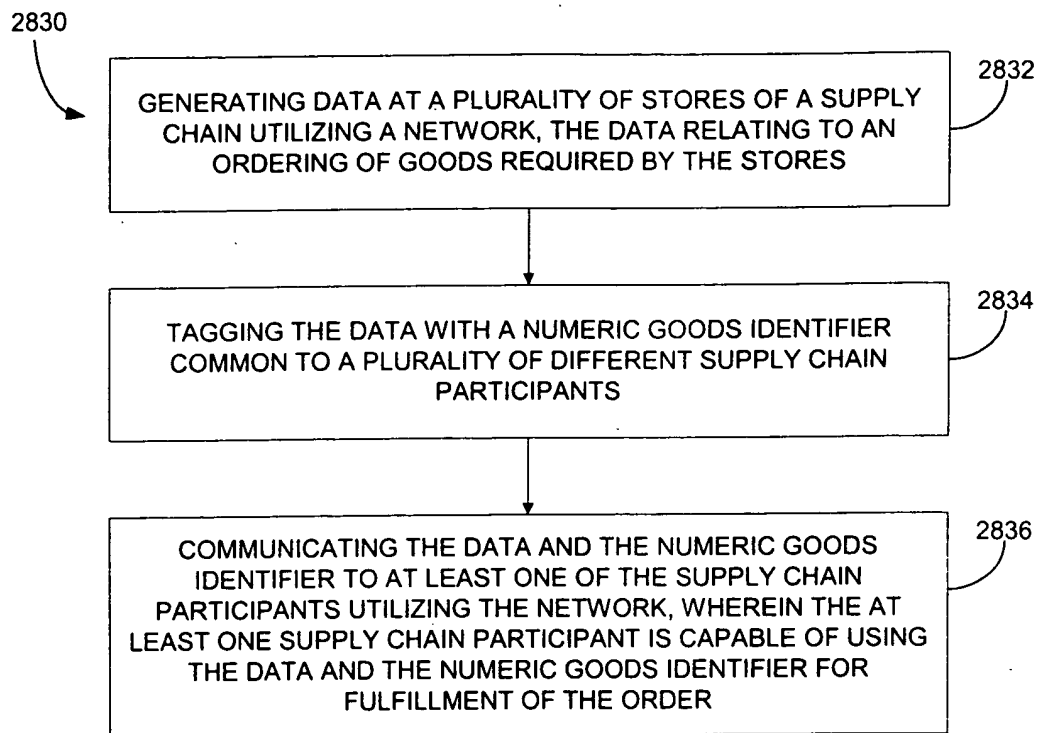 2830
2832
GENERATING DATA AT A PLURALITY OF STORES OF A SUPPLY
CHAIN UTILIZING A NETWORK, THE DATA RELATING TO AN
ORDERING OF GOODS REQUIRED BY THE STORES
2834
TAGGING THE DATA WITH A NUMERIC GOODS IDENTIFIER
COMMON TO A PLURALITY OF DIFFERENT SUPPLY CHAIN
PARTICIPANTS
2836
COMMUNICATING THE DATA AND THE NUMERIC GOODS
IDENTIFIER TO AT LEAST ONE OF THE SUPPLY CHAIN
PARTICIPANTS UTILIZING THE NETWORK, WHEREIN THE AT
LEAST ONE SUPPLY CHAIN PARTICIPANT IS CAPABLE OF USING
THE DATA AND THE NUMERIC GOODS IDENTIFIER FOR
FULFILLMENT OF THE ORDER